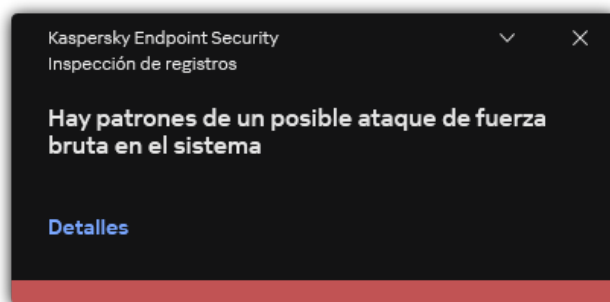 Kaspersky Endpoint Security
Inspección de registros
Hay patrones de un posible ataque de fuerza
bruta en el sistema
Detalles